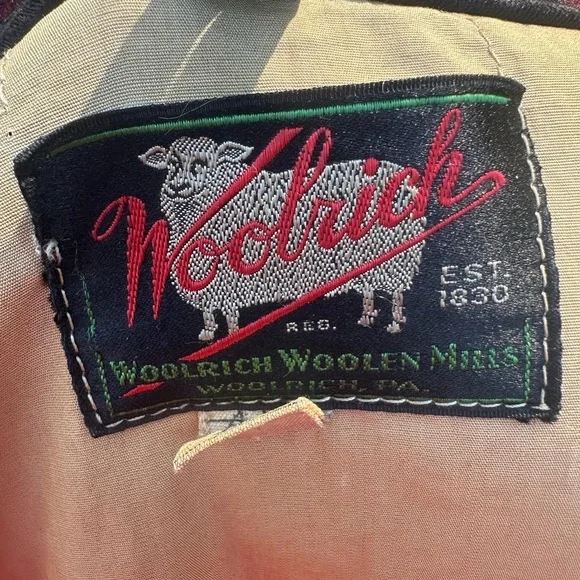 Woolrich
EST.
1830
REG.
WOOLRICH WOOLEN MILLS
WOOLRICH, PA.